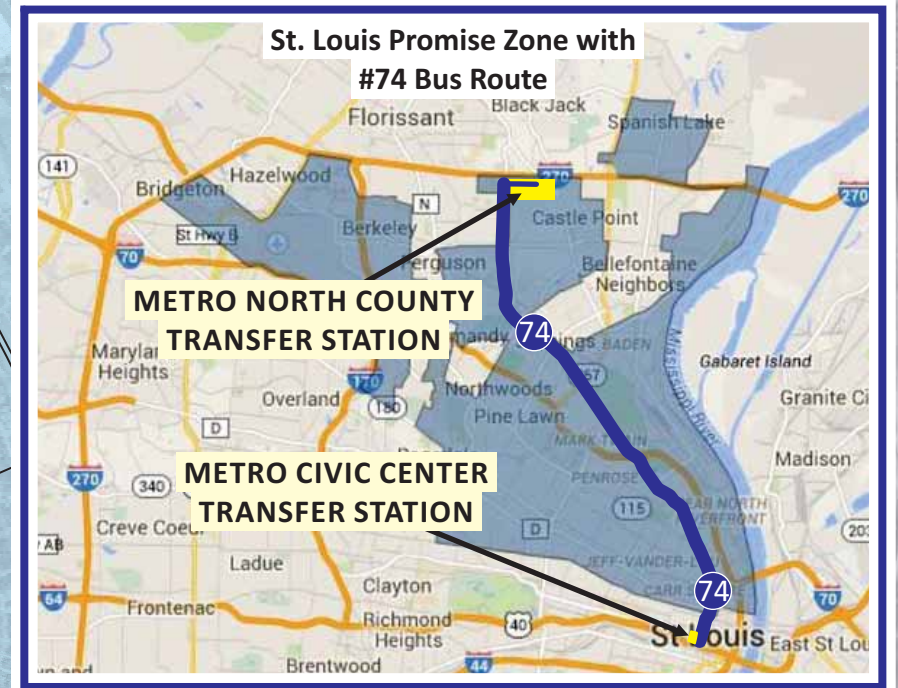 St. Louis Promise Zone with
#74 Bus Route
Black Jack
Florissant
Spanish Lake
141
Hazelwood
270
Bridgeton
270
N
Castle Point
St Hwy B
Berkeley
70
Ferguson
Bellefontaine
Neighbors
METRO NORTH COUNTY
TRANSFER STATION
74
BADEN
Mississippi River
Gabaret Island
Heights
170
67
Northwoods
Overland
180
Pine Lawn
Granite Ci
D
MARK TWAIN
METRO CIVIC CENTER
TRANSFER STATION
Madison
270
340
PENROSE
115
Creve Coeur
D
AB
Ladue
JEFF-VANDER-LOU
74
64
Clayton
70
Frontenac
Richmond
Heights
40
St Louis
East St Lou
Brentwood
44